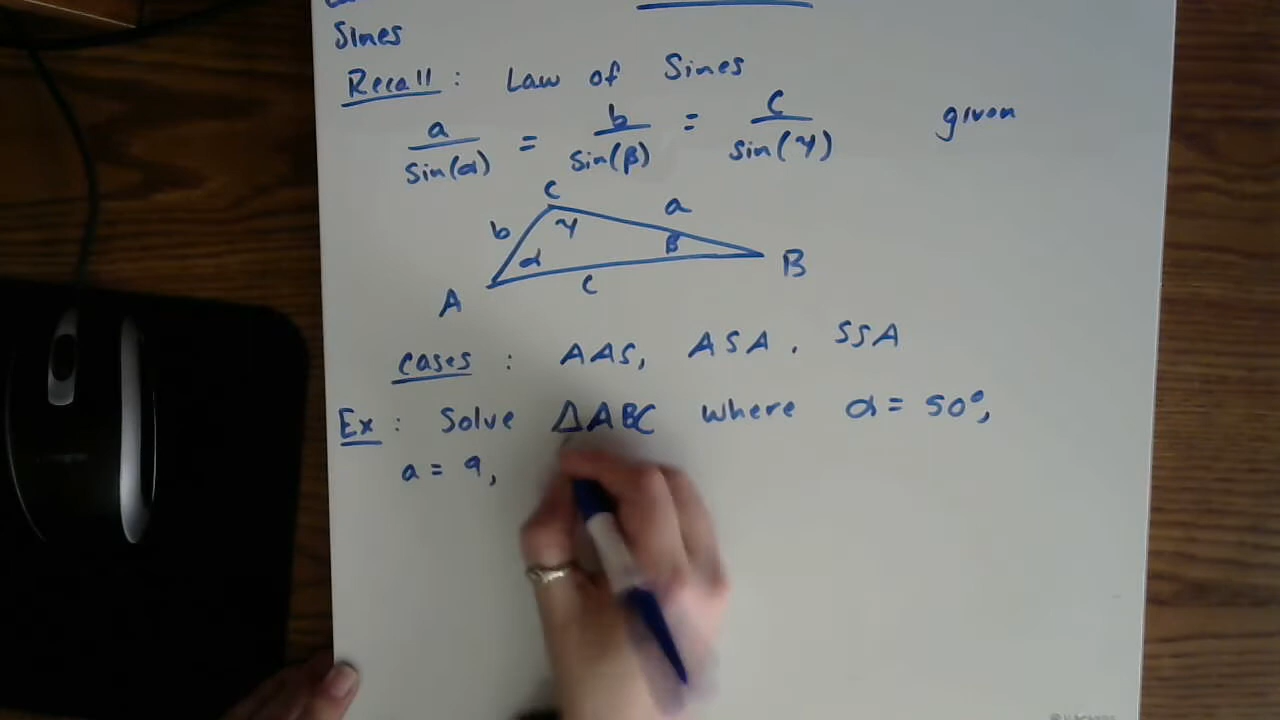 Sines
Recall: Law of Sines
a/sin(α) = b/sin(β) = c/sin(γ) given
C
b γ a
α β
A c B
cases: AAS, ASA, SSA
Ex: Solve ΔABC where α = 50°,
a = 9,